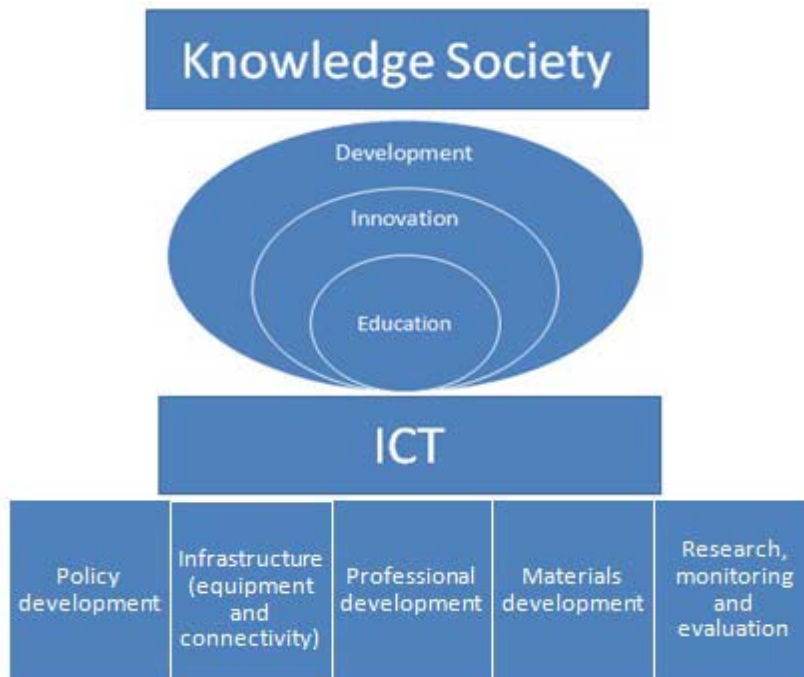 Knowledge Society
Development
Innovation
Education
ICT
Policy
development
Infrastructure
(equipment
and
connectivity)
Professional
development
Materials
development
Research,
monitoring
and
evaluation